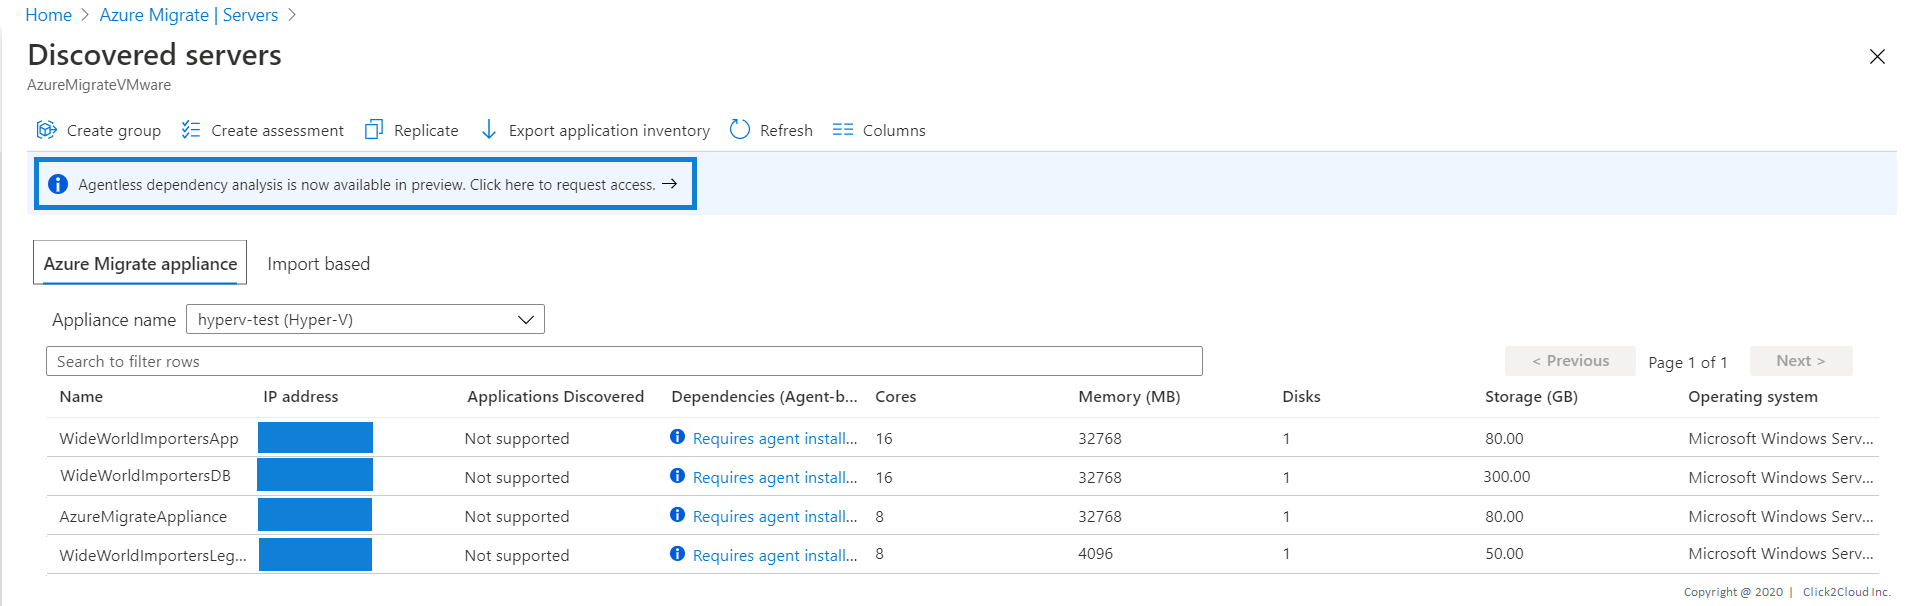 Home > Azure Migrate | Servers >
Discovered servers
AzureMigrateVMware
Create group Create assessment Replicate Export application inventory Refresh Columns
Agentless dependency analysis is now available in preview. Click here to request access. →
Azure Migrate appliance Import based
Appliance name hyperv-test (Hyper-V)
Search to filter rows < Previous Page 1 of 1 Next >
Name IP address Applications Discovered Dependencies (Agent-b... Cores Memory (MB) Disks Storage (GB) Operating system
WideWorldImportersApp Not supported Requires agent install... 16 32768 1 80.00 Microsoft Windows Serv...
WideWorldImportersDB Not supported Requires agent install... 16 32768 1 300.00 Microsoft Windows Serv...
AzureMigrateAppliance Not supported Requires agent install... 8 32768 1 80.00 Microsoft Windows Serv...
WideWorldImportersLeg... Not supported Requires agent install... 8 4096 1 50.00 Microsoft Windows Serv...
Copyright @ 2020 | Click2Cloud Inc.